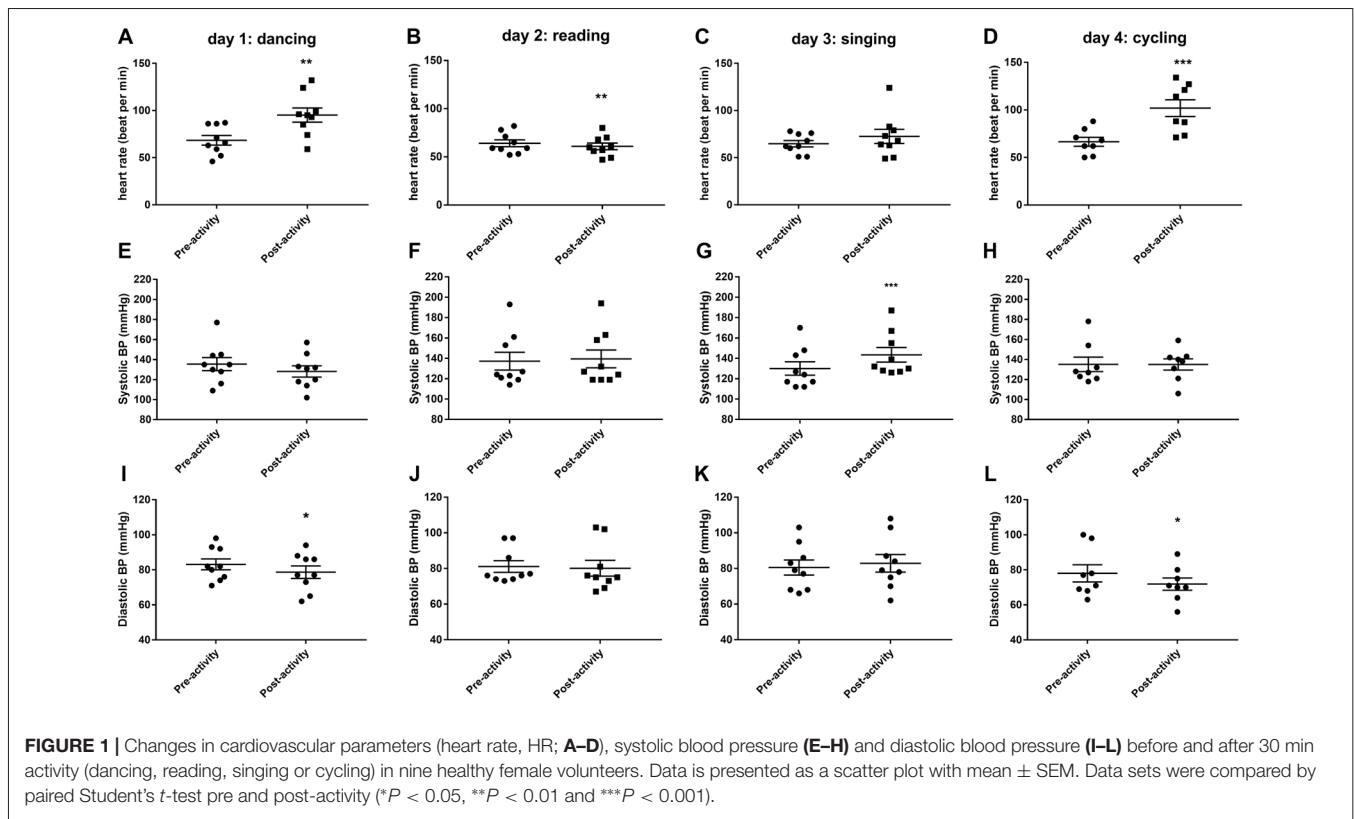 A day 1: dancing
B day 2: reading
C day 3: singing
D day 4: cycling
heart rate (beat per min)
150
100
50
0
**
Pre-activity
Post-activity
heart rate (beat per min)
150
100
50
0
**
Pre-activity
Post-activity
heart rate (beat per min)
150
100
50
0
Pre-activity
Post-activity
heart rate (beat per min)
150
100
50
0
***
Pre-activity
Post-activity
E
Systolic BP (mmHg)
220
200
180
160
140
120
100
80
Pre-activity
Post-activity
F
Systolic BP (mmHg)
220
200
180
160
140
120
100
80
Pre-activity
Post-activity
G
Systolic BP (mmHg)
220
200
180
160
140
120
100
80
***
Pre-activity
Post-activity
H
Systolic BP (mmHg)
220
200
180
160
140
120
100
80
Pre-activity
Post-activity
I
Diastolic BP (mmHg)
120
100
80
60
40
*
Pre-activity
Post-activity
J
Diastolic BP (mmHg)
120
100
80
60
40
Pre-activity
Post-activity
K
Diastolic BP (mmHg)
120
100
80
60
40
Pre-activity
Post-activity
L
Diastolic BP (mmHg)
120
100
80
60
40
*
Pre-activity
Post-activity
FIGURE 1 | Changes in cardiovascular parameters (heart rate, HR; A–D), systolic blood pressure (E–H) and diastolic blood pressure (I–L) before and after 30 min
activity (dancing, reading, singing or cycling) in nine healthy female volunteers. Data is presented as a scatter plot with mean ± SEM. Data sets were compared by
paired Student's t-test pre and post-activity (*P < 0.05, **P < 0.01 and ***P < 0.001).